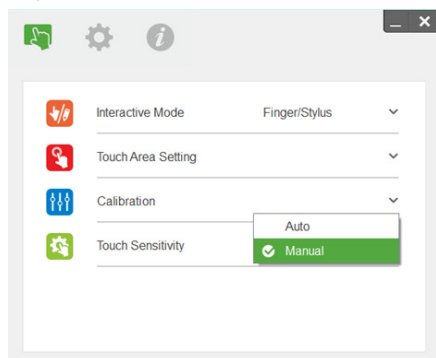 Interactive Mode Finger/Stylus
Touch Area Setting
Calibration
Auto
Touch Sensitivity
Manual